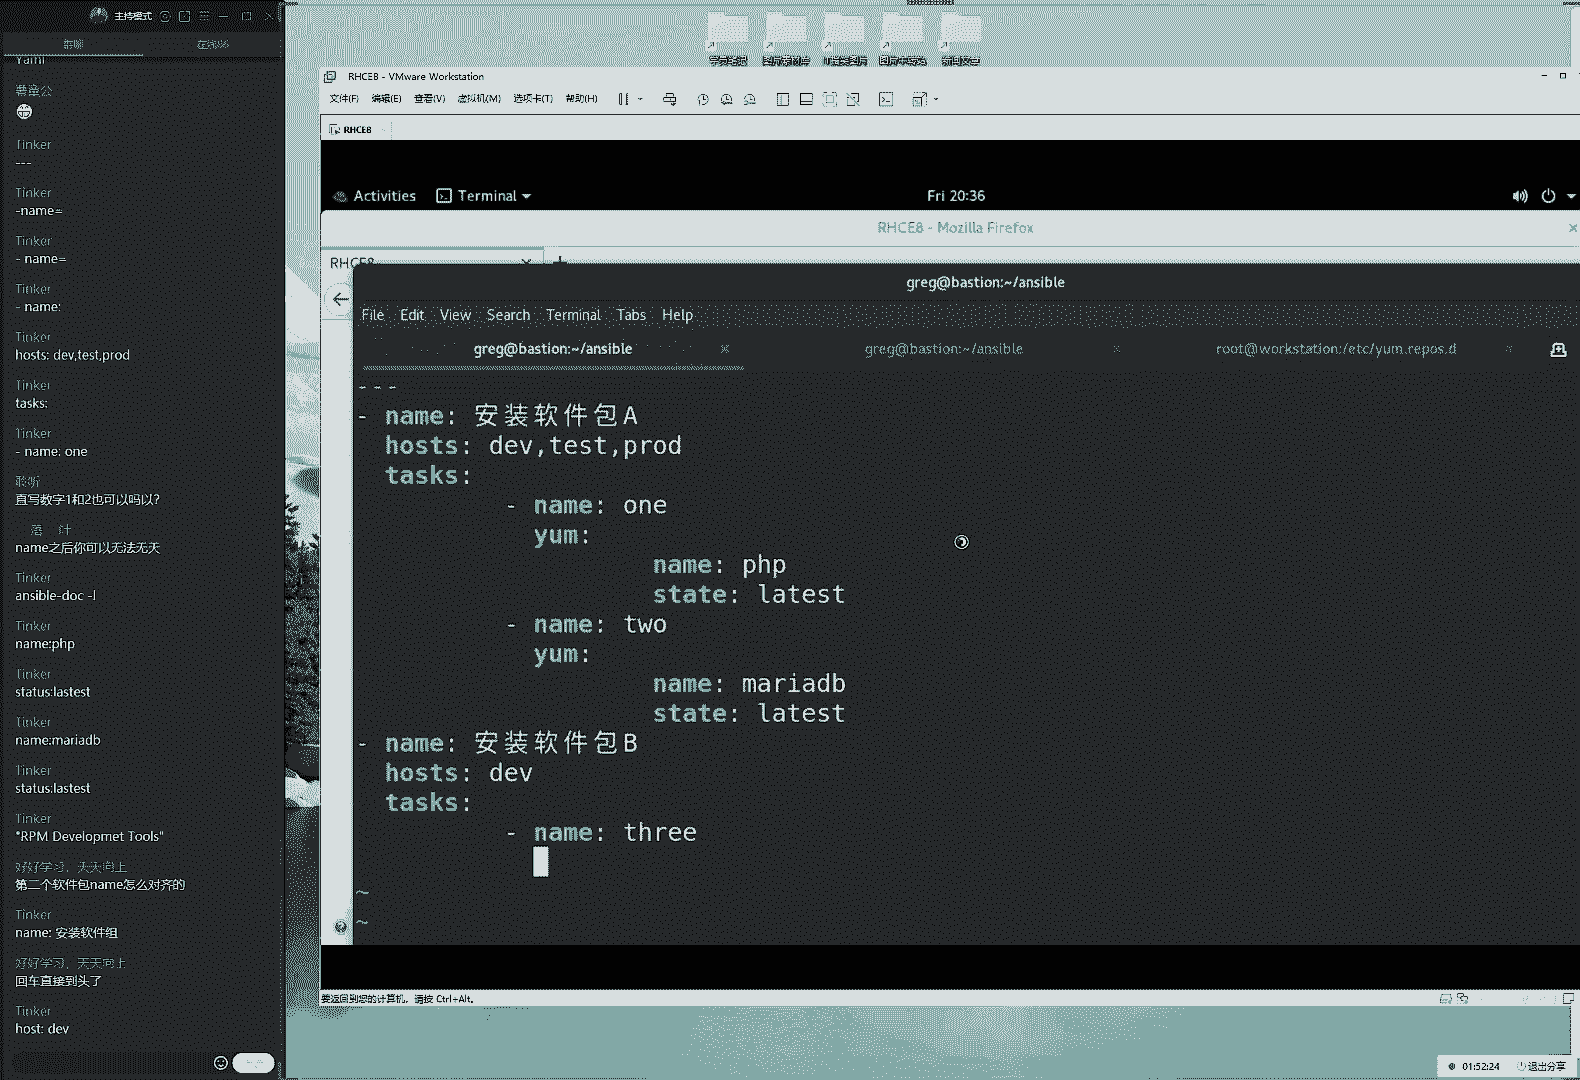 主持模式
群聊
Yaml
龚童公
Tinker
---
Tinker
-name=
Tinker
- name=
Tinker
- name:
Tinker
hosts: dev,test,prod
Tinker
tasks:
Tinker
- name: one
聆听
直写数字1和2也可以吗以?
name之后你可以无法无天
Tinker
ansible-doc -l
Tinker
name:php
Tinker
status:lastest
Tinker
name:mariadb
Tinker
status:lastest
Tinker
"RPM Developmet Tools"
好好学习，天天向上
第二个软件包name怎么对齐的
Tinker
name: 安装软件组
好好学习，天天向上
回车直接到头了
Tinker
host: dev
RHCE8 - VMware Workstation
文件(F) 编辑(E) 查看(V) 虚拟机(M) 选项卡(T) 帮助(H)
RHCE8
Activities Terminal Fri 20:36
RHCE8 - Mozilla Firefox
RHCE8
greg@bastion:~/ansible
File Edit View Search Terminal Tabs Help
greg@bastion:~/ansible greg@bastion:~/ansible root@workstation:/etc/yum.repos.d
---
- name: 安装软件包A
hosts: dev,test,prod
tasks:
- name: one
yum:
name: php
state: latest
- name: two
yum:
name: mariadb
state: latest
- name: 安装软件包B
hosts: dev
tasks:
- name: three
~
~
要返回到您的计算机，请按 Ctrl+Alt。
01:52:24 退出分享